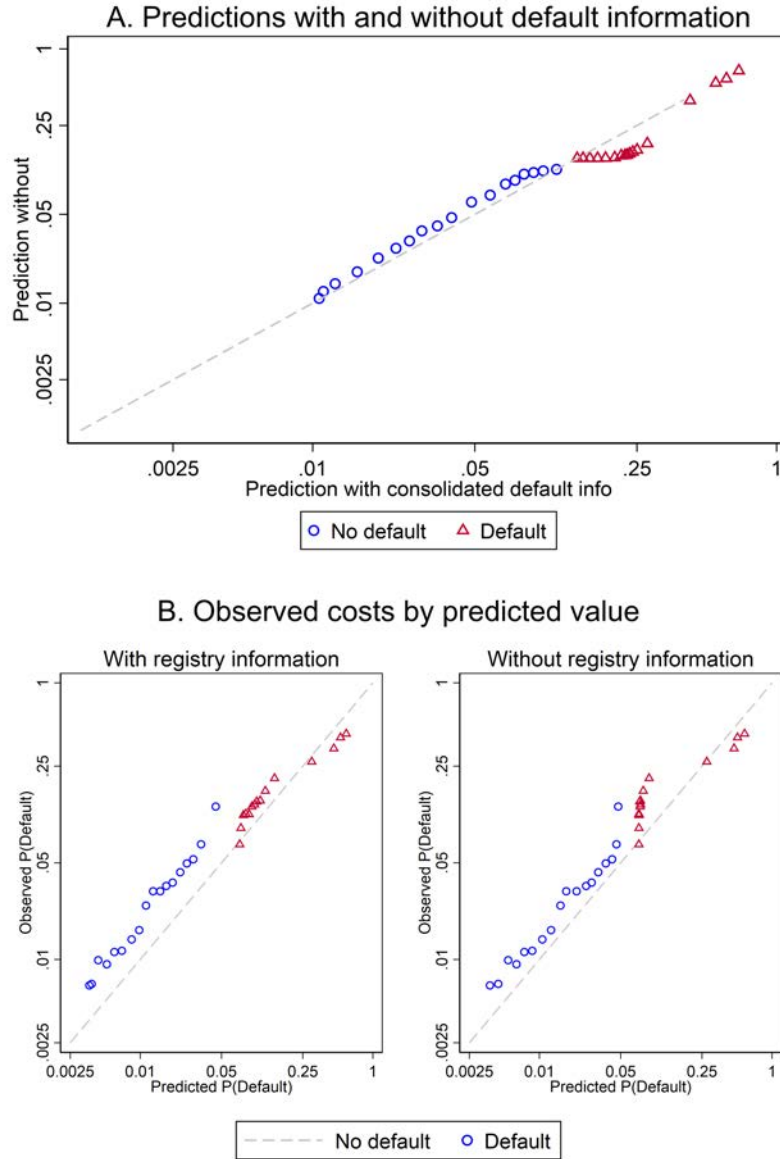 A. Predictions with and without default information
Prediction without
1
.25
.05
.01
.0025
.0025 .01 .05 .25 1
Prediction with consolidated default info
No default Default
B. Observed costs by predicted value
With registry information
Observed P(Default)
1
.25
.05
.01
.0025
0.0025 0.01 0.05 0.25 1
Predicted P(Default)
Without registry information
Observed P(Default)
1
.25
.05
.01
.0025
0.0025 0.01 0.05 0.25 1
Predicted P(Default)
No default Default